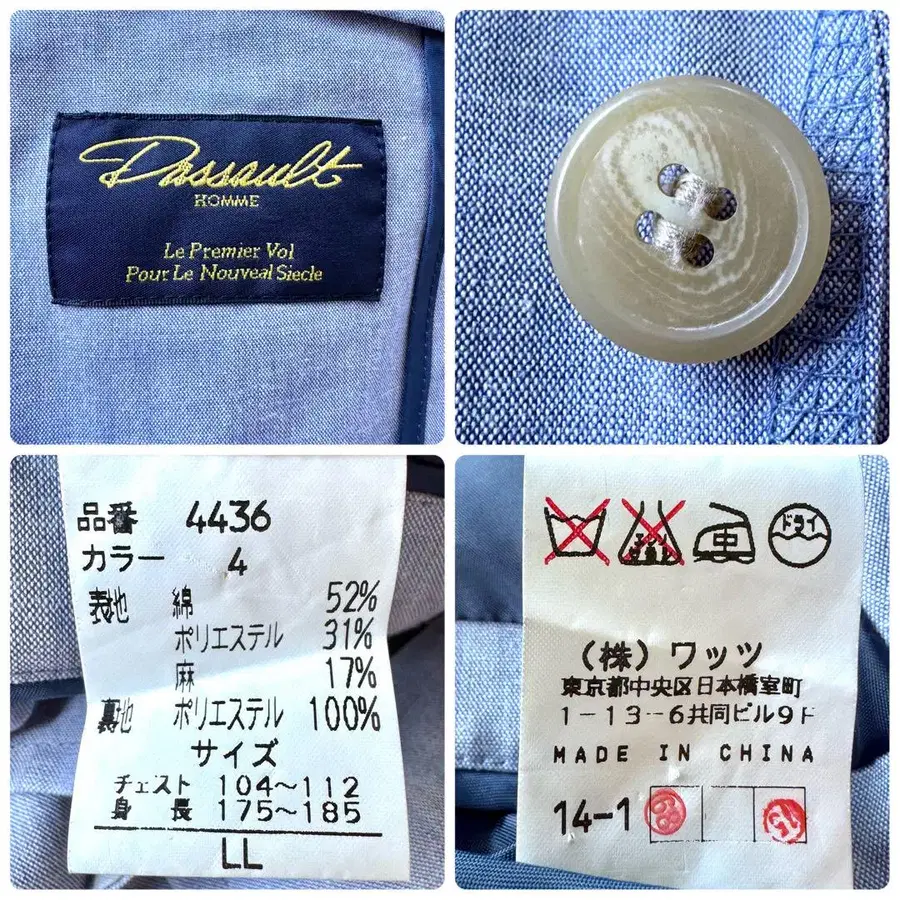 Dassault
HOMME
Le Premier Vol
Pour Le Nouveal Siecle
品番 4436
カラー 4
表地 綿 52%
ポリエステル 31%
麻 17%
裏地 ポリエステル 100%
サイズ
チェスト 104〜112
身長 175〜185
LL
中 ドライ
(株)ワッツ
東京都中央区日本橋室町
1-13-6共同ビル9F
MADE IN CHINA
14-1